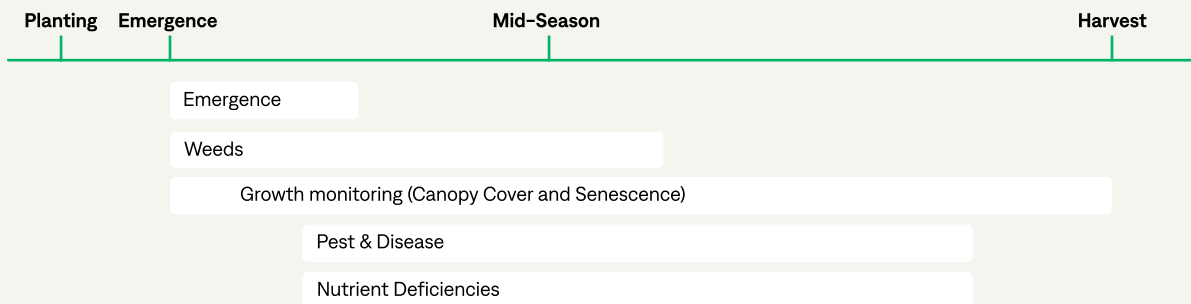 Planting Emergence Mid-Season Harvest
Emergence
Weeds
Growth monitoring (Canopy Cover and Senescence)
Pest & Disease
Nutrient Deficiencies